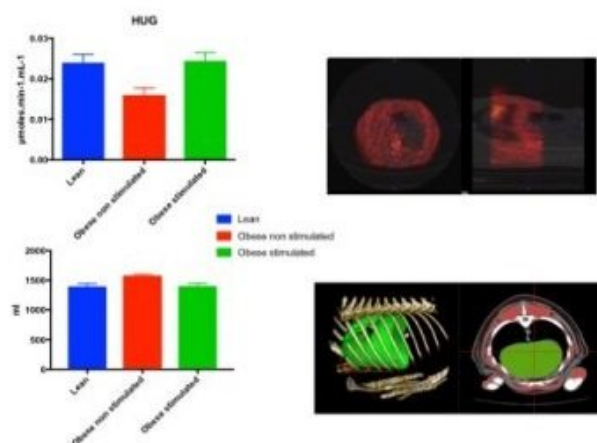 HUG
µmoles.min-1.mL-1
0.03
0.02
0.01
0.00
Lean
Obese non stimulated
Obese stimulated
Lean
Obese non stimulated
Obese stimulated
ml
2000
1500
1000
500
0
Lean
Obese non stimulated
Obese stimulated